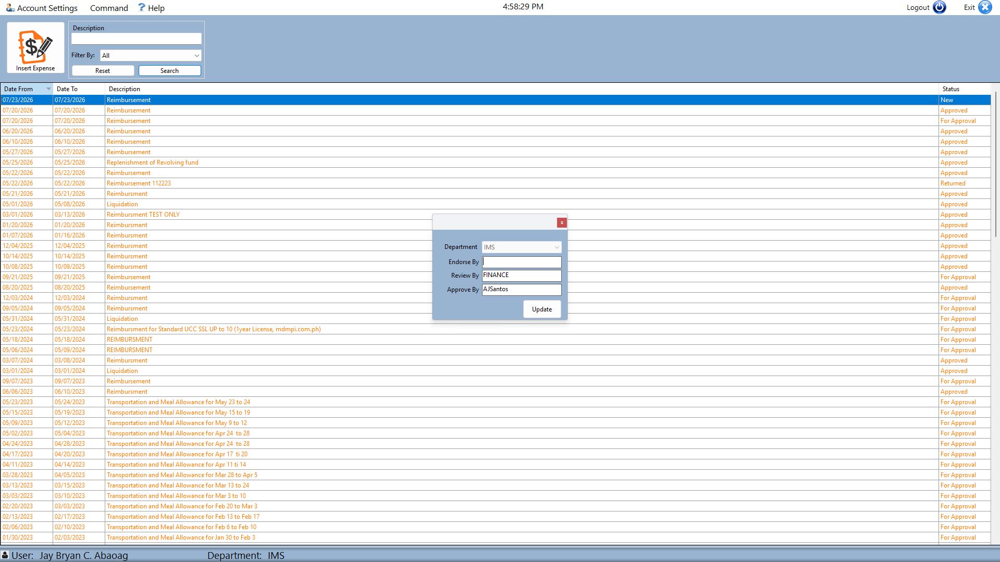 Account Settings Command ? Help 4:58:29 PM Logout Exit
Description
Filter By: All
Reset Search
Insert Expense
Date From Date To Description Status
07/23/2026 07/23/2026 Reimbursement New
07/20/2026 07/20/2026 Reimbursement Approved
07/20/2026 07/20/2026 Reimbursement For Approval
06/20/2026 06/20/2026 Reimbursement Approved
06/10/2026 06/10/2026 Reimbursement Approved
05/27/2026 05/27/2026 Reimbursement Approved
05/25/2026 05/25/2026 Replenishment of Revolving fund Approved
05/22/2026 05/22/2026 Reimbursement Approved
05/22/2026 05/22/2026 Reimbursement 112223 Returned
05/21/2026 05/21/2026 Reimbursment Approved
05/01/2026 05/08/2026 Liquidation Approved
03/01/2026 03/13/2026 Reimbursment TEST ONLY Approved
01/20/2026 01/20/2026 Reimbursment Approved
01/07/2026 01/16/2026 Reimbursment Approved
12/04/2025 12/04/2025 Reimbursment Approved
10/14/2025 10/14/2025 Reimbursment Approved
10/08/2025 10/09/2025 Reimbursment Approved
09/21/2025 09/21/2025 Reimbursement For Approval
08/20/2025 08/20/2025 Reimbursement Approved
12/03/2024 12/03/2024 Reimbursment For Approval
09/05/2024 09/05/2024 Reimbursement For Approval
05/31/2024 05/31/2024 Liquidation For Approval
05/23/2024 05/23/2024 Reimbursment for Standard UCC SSL UP to 10 (1year License, mdmpi.com.ph) For Approval
05/18/2024 05/18/2024 REIMBURSMENT For Approval
05/06/2024 05/09/2024 REIMBURSMENT For Approval
03/07/2024 03/08/2024 Reimbursment Approved
03/01/2024 03/01/2024 Liquidation Approved
09/07/2023 09/07/2023 Reimbursement For Approval
06/06/2023 06/10/2023 Reimbursment Approved
05/23/2023 05/24/2023 Transportation and Meal Allowance for May 23 to 24 For Approval
05/15/2023 05/19/2023 Transportation and Meal Allowance for May 15 to 19 For Approval
05/09/2023 05/12/2023 Transportation and Meal Allowance for May 9 to 12 For Approval
05/02/2023 05/04/2023 Transportation and Meal Allowance for Apr 24 to 28 For Approval
04/24/2023 04/28/2023 Transportation and Meal Allowance for Apr 24 to 28 For Approval
04/17/2023 04/20/2023 Transportation and Meal Allowance for Apr 17 ti 20 For Approval
04/11/2023 04/14/2023 Transportation and Meal Allowance for Apr 11 ti 14 For Approval
03/28/2023 04/05/2023 Transportation and Meal Allowance for Mar 28 to Apr 5 For Approval
03/13/2023 03/15/2023 Transportation and Meal Allowance for Mar 13 to 24 For Approval
03/03/2023 03/10/2023 Transportation and Meal Allowance for Mar 3 to 10 For Approval
02/20/2023 03/03/2023 Transportation and Meal Allowance for Feb 20 to Mar 3 For Approval
02/13/2023 02/17/2023 Transportation and Meal Allowance for Feb 13 to Feb 17 For Approval
02/06/2023 02/10/2023 Transportation and Meal Allowance for Feb 6 to Feb 10 For Approval
01/30/2023 02/03/2023 Transportation and Meal Allowance for Jan 30 to Feb 3 For Approval
x
Department IMS
Endorse By
Review By FINANCE
Approve By AJSantos
Update
User: Jay Bryan C. Abaoag Department: IMS